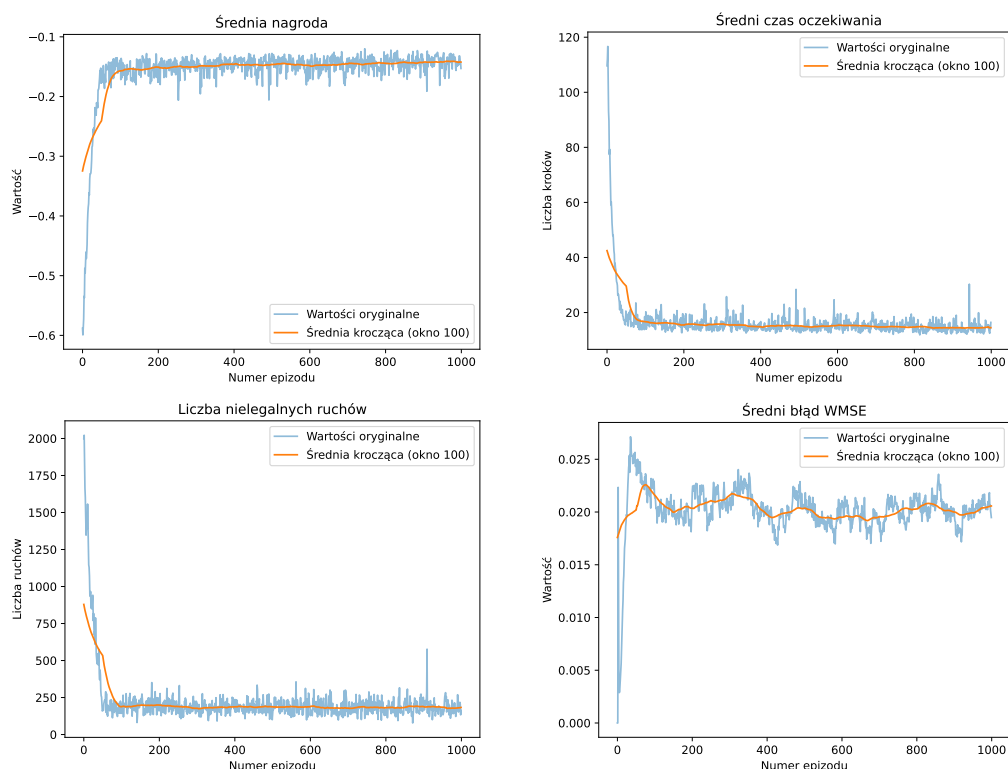 Średnia nagroda
−0.1
−0.2
−0.3
−0.4
−0.5
−0.6
Wartość
Wartości oryginalne
Średnia krocząca (okno 100)
0 200 400 600 800 1000
Numer epizodu
Średni czas oczekiwania
120
100
80
60
40
20
Liczba kroków
Wartości oryginalne
Średnia krocząca (okno 100)
0 200 400 600 800 1000
Numer epizodu
Liczba nielegalnych ruchów
2000
1750
1500
1250
1000
750
500
250
0
Liczba ruchów
Wartości oryginalne
Średnia krocząca (okno 100)
0 200 400 600 800 1000
Numer epizodu
Średni błąd WMSE
0.025
0.020
0.015
0.010
0.005
0.000
Wartość
Wartości oryginalne
Średnia krocząca (okno 100)
0 200 400 600 800 1000
Numer epizodu